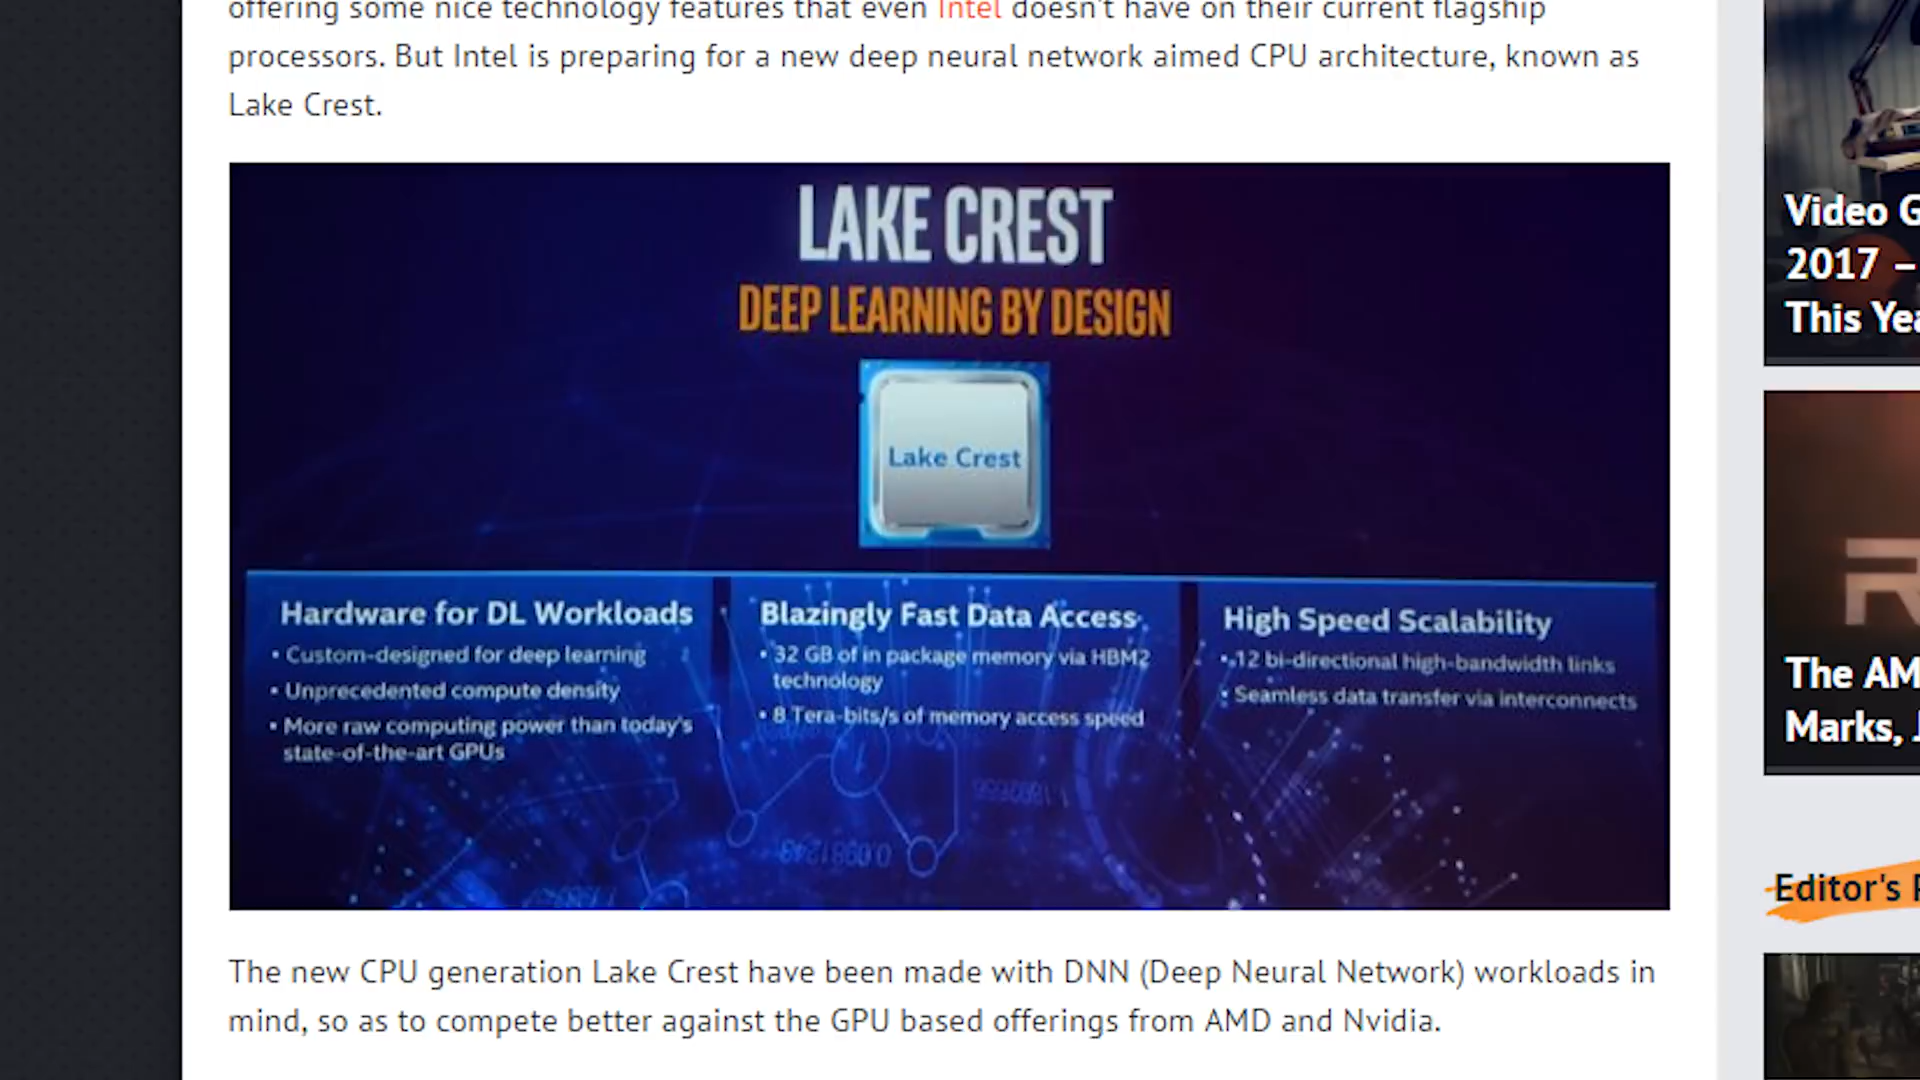 offering some nice technology features that even Intel doesn't have on their current flagship
processors. But Intel is preparing for a new deep neural network aimed CPU architecture, known as
Lake Crest.
LAKE CREST
DEEP LEARNING BY DESIGN
Lake Crest
Hardware for DL Workloads
• Custom-designed for deep learning
• Unprecedented compute density
• More raw computing power than today's
state-of-the-art GPUs
Blazingly Fast Data Access
• 32 GB of in package memory via HBM2
technology
• 8 Tera-bits/s of memory access speed
High Speed Scalability
• 12 bi-directional high-bandwidth links
• Seamless data transfer via interconnects
The new CPU generation Lake Crest have been made with DNN (Deep Neural Network) workloads in
mind, so as to compete better against the GPU based offerings from AMD and Nvidia.
Video G
2017 –
This Yea
The AM
Marks, J
Editor's P